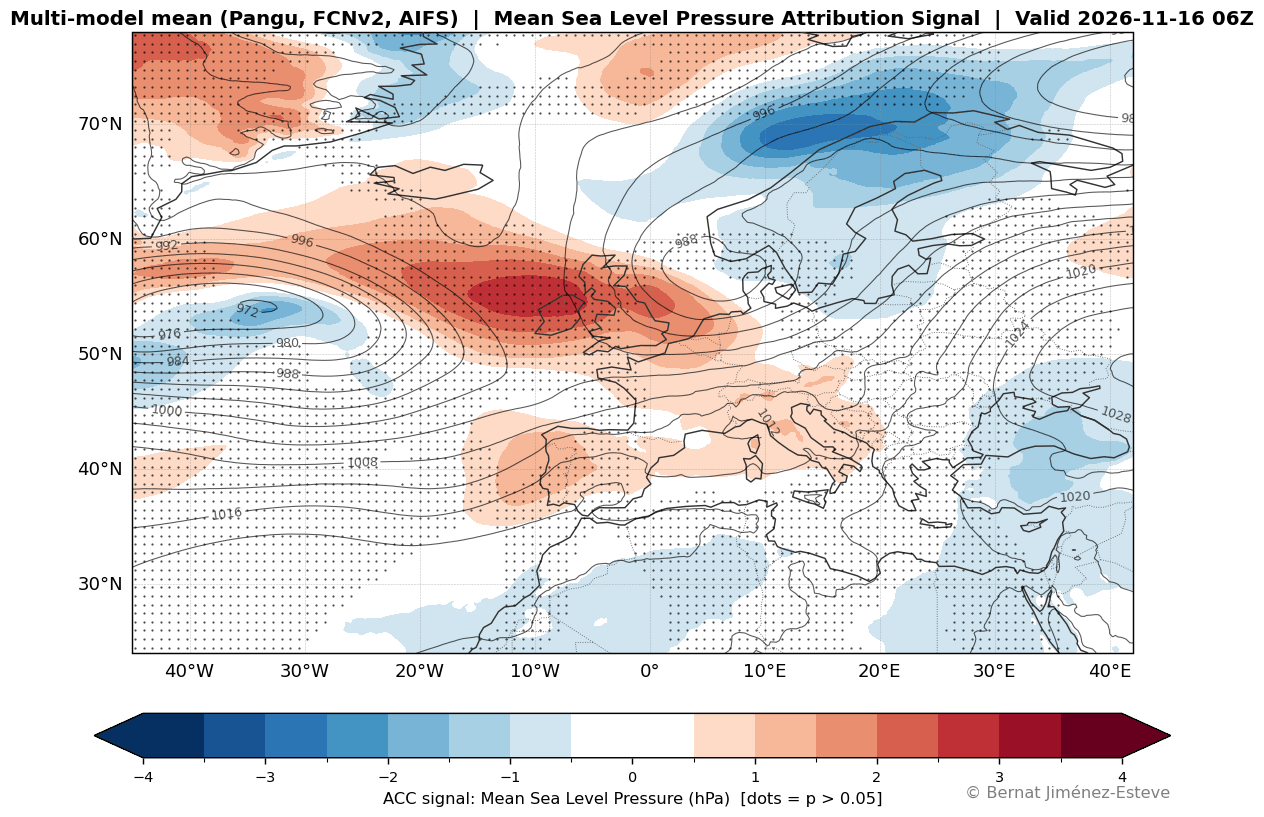 Multi-model mean (Pangu, FCNv2, AIFS)  |  Mean Sea Level Pressure Attribution Signal  |  Valid 2026-11-16 06Z
70°N
60°N
50°N
40°N
30°N
996
98
992
996
988
1020
972
976
980
984
988
1024
1000
1012
1028
1008
1020
1016
40°W 30°W 20°W 10°W 0° 10°E 20°E 30°E 40°E
−4 −3 −2 −1 0 1 2 3 4
ACC signal: Mean Sea Level Pressure (hPa)  [dots = p > 0.05]
© Bernat Jiménez-Esteve